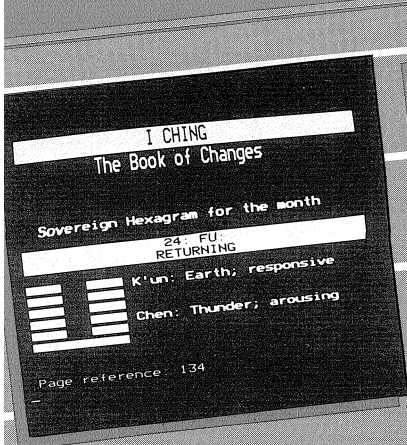 I CHING
The Book of Changes
Sovereign Hexagram for the month
24: FU:
RETURNING
K'un: Earth; responsive
Chen: Thunder; arousing
Page reference: 134